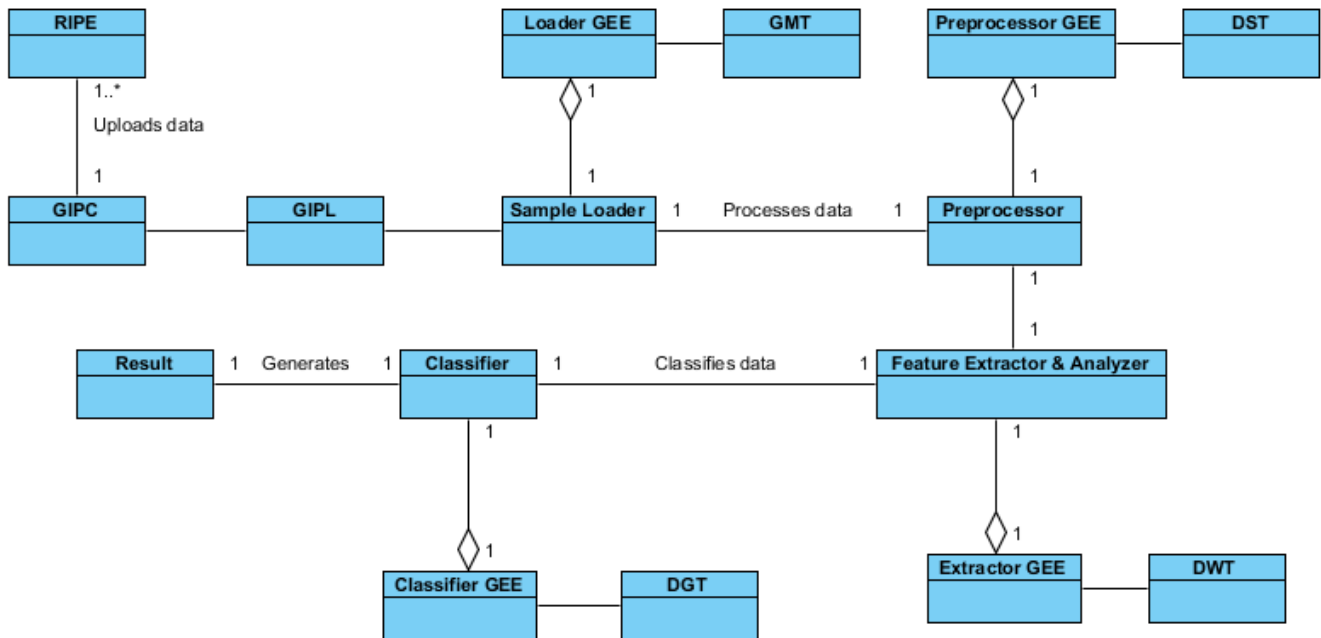 RIPE
Loader GEE
GMT
Preprocessor GEE
DST
1..*
1
1
Uploads data
1
1
1
GIPC
GIPL
Sample Loader
1
Processes data
1
Preprocessor
1
1
Result
1
Generates
1
Classifier
1
Classifies data
1
Feature Extractor & Analyzer
1
1
1
1
Classifier GEE
DGT
Extractor GEE
DWT